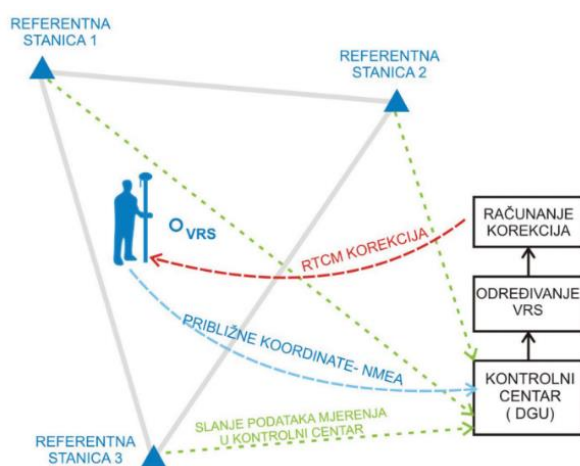 REFERENTNA
STANICA 1
REFERENTNA
STANICA 2
VRS
RAČUNANJE
KOREKCIJA
RTCM KOREKCIJA
ODREĐIVANJE
VRS
PRIBLIŽNE KOORDINATE- NMEA
KONTROLNI
CENTAR
( DGU)
SLANJE PODATAKA MJERENJA
U KONTROLNI CENTAR
REFERENTNA
STANICA 3